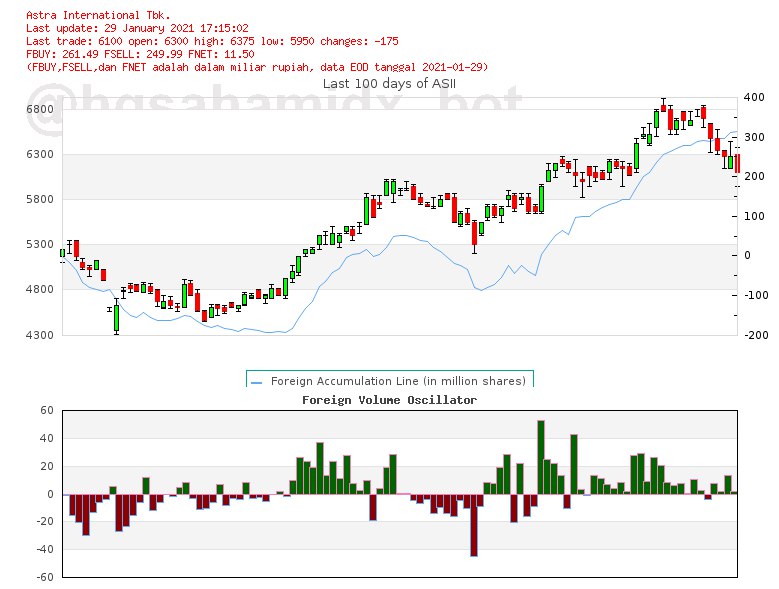 Astra International Tbk.
Last update: 29 January 2021 17:15:02
Last trade: 6100 open: 6300 high: 6375 low: 5950 changes: -175
FBUY: 261.49 FSELL: 249.99 FNET: 11.50
(FBUY,FSELL,dan FNET adalah dalam miliar rupiah, data EOD tanggal 2021-01-29)
Last 100 days of ASII
@hgsahamidx_bot
6800
6300
5800
5300
4800
4300
400
300
200
100
0
-100
-200
Foreign Accumulation Line (in million shares)
Foreign Volume Oscillator
60
40
20
0
-20
-40
-60